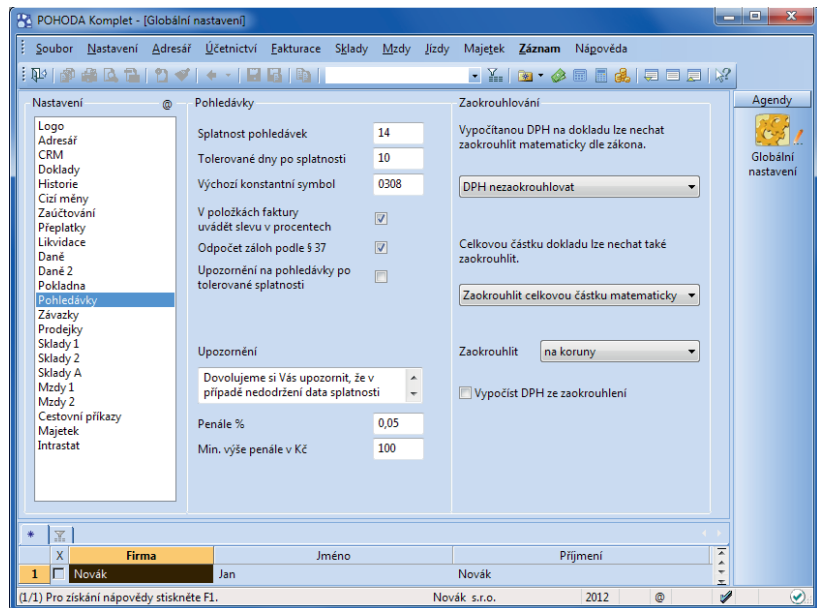 POHODA Komplet - [Globální nastavení]
Soubor Nastavení Adresář Účetnictví Fakturace Sklady Mzdy Jízdy Majetek Záznam Nápověda
Nastavení @
Logo
Adresář
CRM
Doklady
Historie
Cizí měny
Zaúčtování
Přeplatky
Likvidace
Daně
Daně 2
Pokladna
Pohledávky
Závazky
Prodejky
Sklady 1
Sklady 2
Sklady A
Mzdy 1
Mzdy 2
Cestovní příkazy
Majetek
Intrastat
Pohledávky
Splatnost pohledávek 14
Tolerované dny po splatnosti 10
Výchozí konstantní symbol 0308
V položkách faktury
uvádět slevu v procentech
Odpočet záloh podle § 37
Upozornění na pohledávky po
tolerované splatnosti
Upozornění
Dovolujeme si Vás upozornit, že v
případě nedodržení data splatnosti
Penále % 0,05
Min. výše penále v Kč 100
Zaokrouhlování
Vypočítanou DPH na dokladu lze nechat
zaokrouhlit matematicky dle zákona.
DPH nezaokrouhlovat
Celkovou částku dokladu lze nechat také
zaokrouhlit.
Zaokrouhlit celkovou částku matematicky
Zaokrouhlit na koruny
Vypočíst DPH ze zaokrouhlení
Agendy
Globální
nastavení
*
X Firma Jméno Příjmení
1 Novák Jan Novák
(1/1) Pro získání nápovědy stiskněte F1. Novák s.r.o. 2012 @